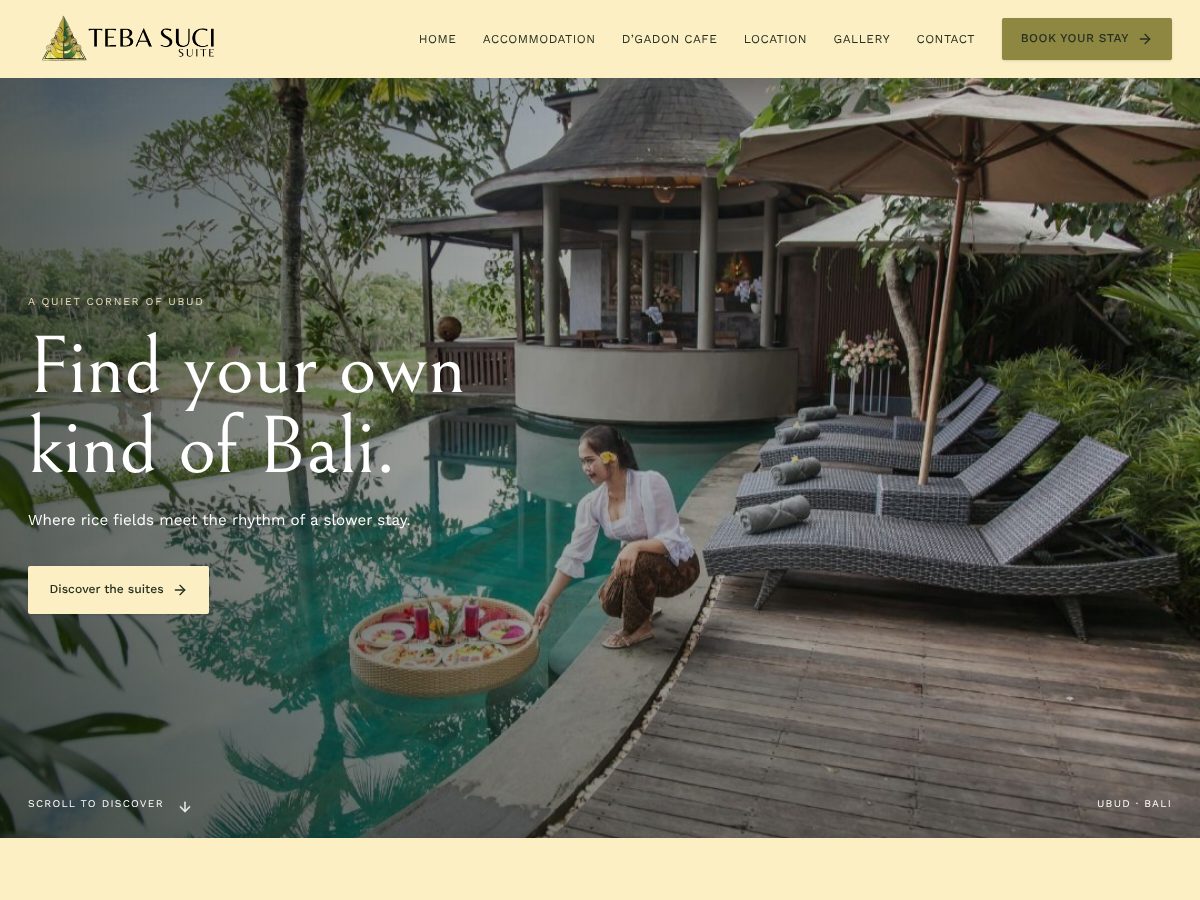 TEBA SUCI
SUITE
HOME
ACCOMMODATION
D’GADON CAFE
LOCATION
GALLERY
CONTACT
BOOK YOUR STAY
A QUIET CORNER OF UBUD
Find your own
kind of Bali.
Where rice fields meet the rhythm of a slower stay.
Discover the suites
SCROLL TO DISCOVER
UBUD · BALI